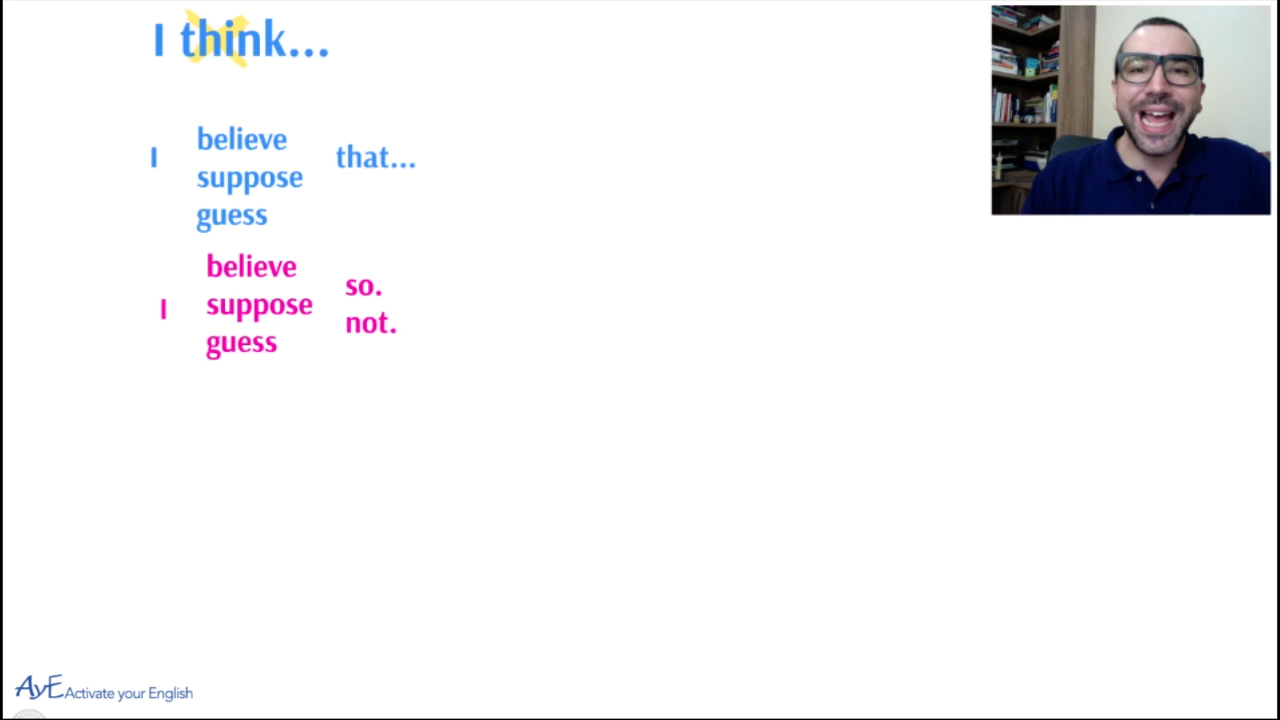 I think...
believe
I suppose that...
guess
believe
I suppose so.
guess not.
AyE Activate your English